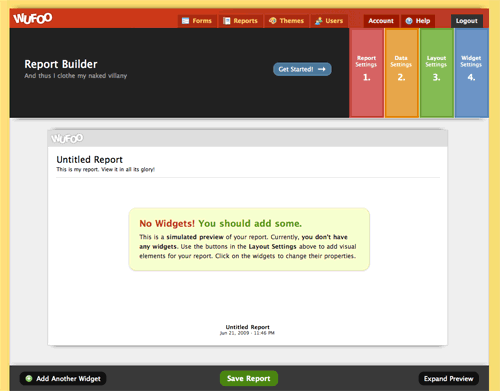 WUFOO
Forms Reports Themes Users Account Help Logout
Report Builder
And thus I clothe my naked villany
Get Started! →
Report Settings 1.
Data Settings 2.
Layout Settings 3.
Widget Settings 4.
WUFOO
Untitled Report
This is my report. View it in all its glory!
No Widgets! You should add some.
This is a simulated preview of your report. Currently, you don't have
any widgets. Use the buttons in the Layout Settings above to add visual
elements for your report. Click on the widgets to change their properties.
Untitled Report
Jun 21, 2009 - 11:46 PM
Add Another Widget Save Report Expand Preview